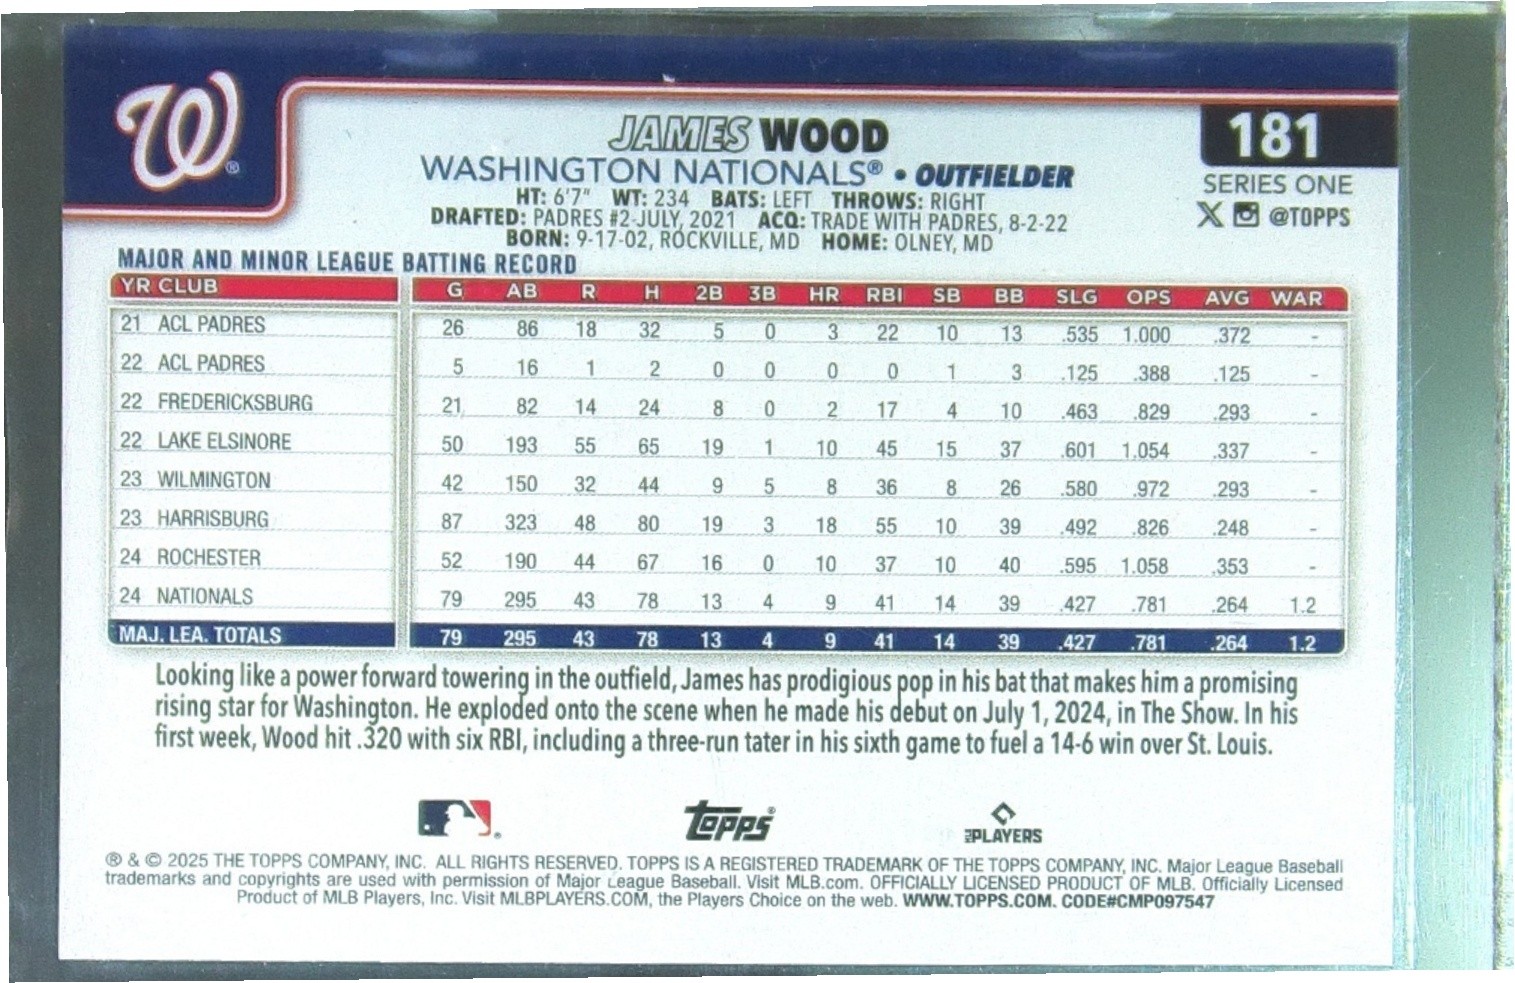 W®
JAMES WOOD
181
WASHINGTON NATIONALS® • OUTFIELDER
SERIES ONE
HT: 6'7" WT: 234 BATS: LEFT THROWS: RIGHT
DRAFTED: PADRES #2-JULY, 2021 ACQ: TRADE WITH PADRES, 8-2-22
X @TOPPS
BORN: 9-17-02, ROCKVILLE, MD HOME: OLNEY, MD
MAJOR AND MINOR LEAGUE BATTING RECORD
YR CLUB G AB R H 2B 3B HR RBI SB BB SLG OPS AVG WAR
21 ACL PADRES 26 86 18 32 5 0 3 22 10 13 .535 1.000 .372 -
22 ACL PADRES 5 16 1 2 0 0 0 0 1 3 .125 .388 .125 -
22 FREDERICKSBURG 21 82 14 24 8 0 2 17 4 10 .463 .829 .293 -
22 LAKE ELSINORE 50 193 55 65 19 1 10 45 15 37 .601 1.054 .337 -
23 WILMINGTON 42 150 32 44 9 5 8 36 8 26 .580 .972 .293 -
23 HARRISBURG 87 323 48 80 19 3 18 55 10 39 .492 .826 .248 -
24 ROCHESTER 52 190 44 67 16 0 10 37 10 40 .595 1.058 .353 -
24 NATIONALS 79 295 43 78 13 4 9 41 14 39 .427 .781 .264 1.2
MAJ. LEA. TOTALS 79 295 43 78 13 4 9 41 14 39 .427 .781 .264 1.2
Looking like a power forward towering in the outfield, James has prodigious pop in his bat that makes him a promising
rising star for Washington. He exploded onto the scene when he made his debut on July 1, 2024, in The Show. In his
first week, Wood hit .320 with six RBI, including a three-run tater in his sixth game to fuel a 14-6 win over St. Louis.
Topps®
MLB PLAYERS
® & © 2025 THE TOPPS COMPANY, INC. ALL RIGHTS RESERVED. TOPPS IS A REGISTERED TRADEMARK OF THE TOPPS COMPANY, INC. Major League Baseball
trademarks and copyrights are used with permission of Major League Baseball. Visit MLB.com. OFFICIALLY LICENSED PRODUCT OF MLB. Officially Licensed
Product of MLB Players, Inc. Visit MLBPLAYERS.COM, the Players Choice on the web. WWW.TOPPS.COM. CODE#CMP097547